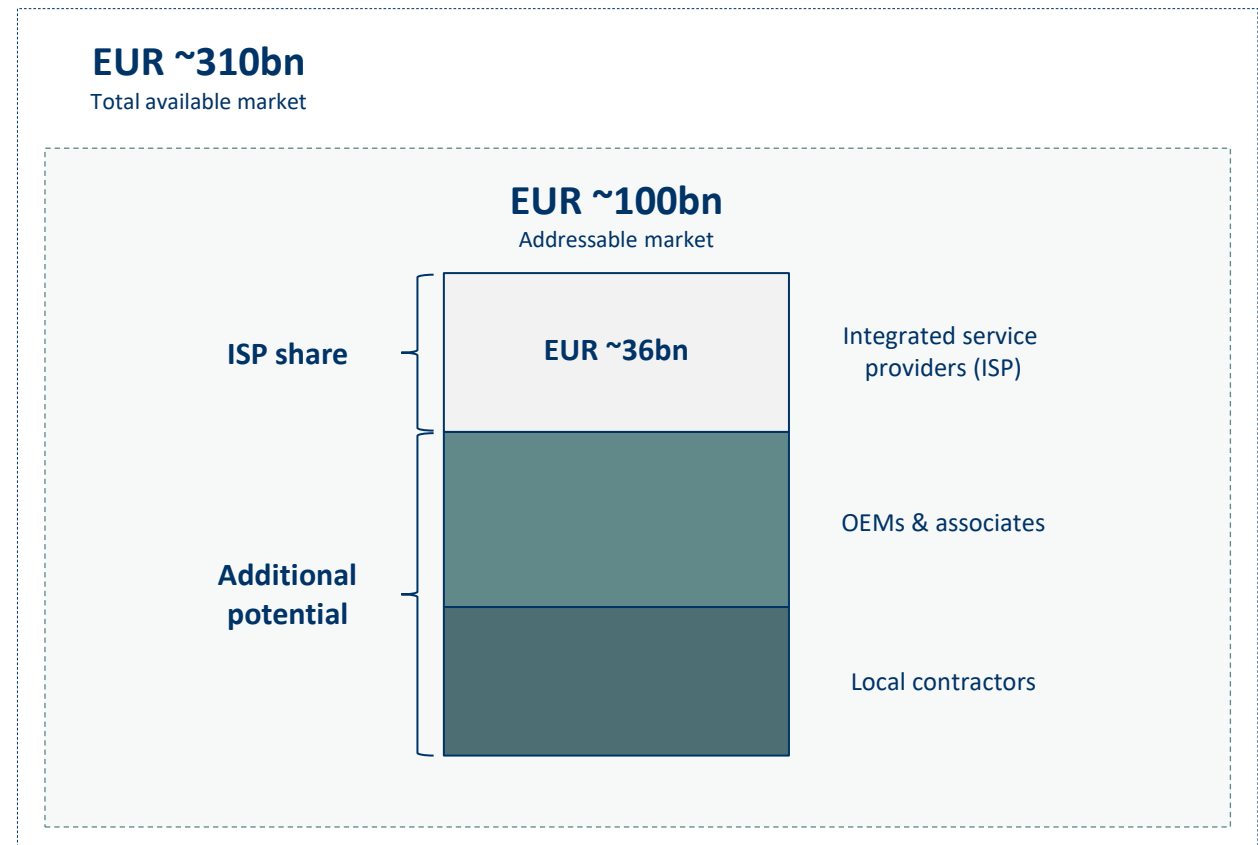 EUR ~310bn
Total available market
EUR ~100bn
Addressable market
ISP share
EUR ~36bn
Integrated service
providers (ISP)
OEMs & associates
Additional
potential
Local contractors